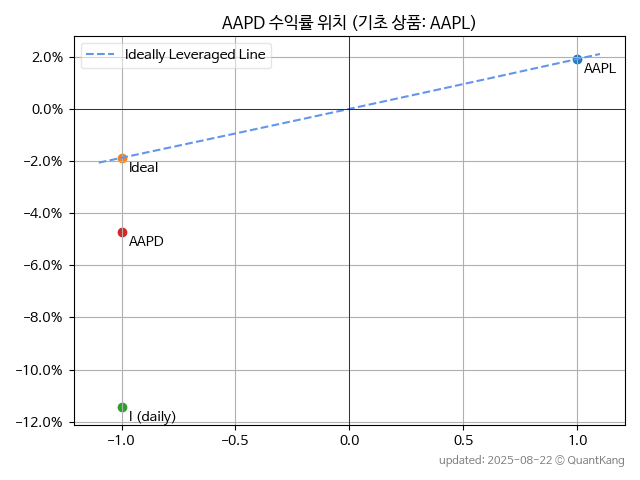 AAPD 수익률 위치 (기초 상품: AAPL)
Ideally Leveraged Line
2.0%
AAPL
0.0%
−2.0%
Ideal
−4.0%
AAPD
−6.0%
−8.0%
−10.0%
I (daily)
−12.0%
−1.0 −0.5 0.0 0.5 1.0
updated: 2025-08-22 © QuantKang